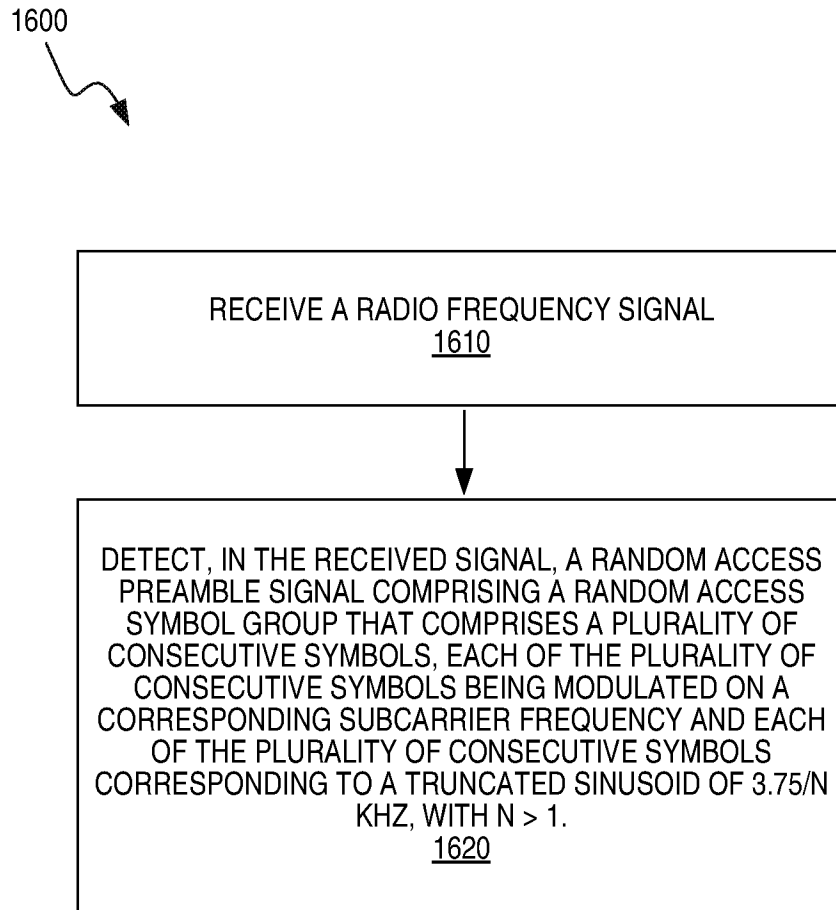 1600
RECEIVE A RADIO FREQUENCY SIGNAL
1610
DETECT, IN THE RECEIVED SIGNAL, A RANDOM ACCESS
PREAMBLE SIGNAL COMPRISING A RANDOM ACCESS
SYMBOL GROUP THAT COMPRISES A PLURALITY OF
CONSECUTIVE SYMBOLS, EACH OF THE PLURALITY OF
CONSECUTIVE SYMBOLS BEING MODULATED ON A
CORRESPONDING SUBCARRIER FREQUENCY AND EACH
OF THE PLURALITY OF CONSECUTIVE SYMBOLS
CORRESPONDING TO A TRUNCATED SINUSOID OF 3.75/N
KHZ, WITH N > 1.
1620